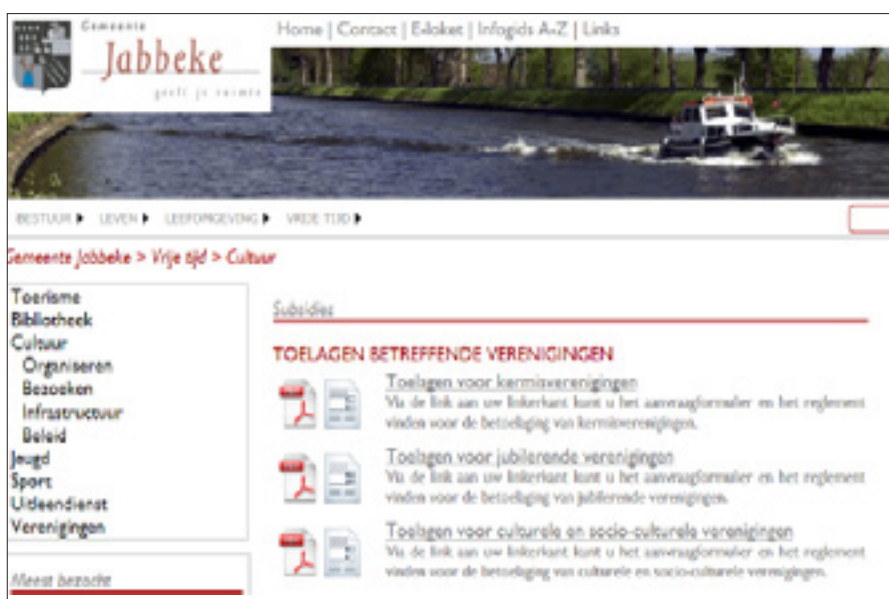 Gemeente
Jabbeke
geeft je ruimte
Home | Contact | E-loket | Infogids A-Z | Links
BESTUUR LEVEN LEEFOMGEVING VRIJE TIJD
Gemeente Jabbeke > Vrije tijd > Cultuur
Toerisme
Bibliotheek
Cultuur
Organiseren
Bezoeken
Infrastructuur
Beleid
Jeugd
Sport
Uitleendienst
Verenigingen
Meest bezocht
Subsidies
TOELAGEN BETREFFENDE VERENIGINGEN
Toelagen voor kermisverenigingen
Via de link aan uw linkerkant kunt u het aanvraagformulier en het reglement
vinden voor de betoelaging van kermisverenigingen.
Toelagen voor jubilerende verenigingen
Via de link aan uw linkerkant kunt u het aanvraagformulier en het reglement
vinden voor de betoelaging van jubilerende verenigingen.
Toelagen voor culturele en socio-culturele verenigingen
Via de link aan uw linkerkant kunt u het aanvraagformulier en het reglement
vinden voor de betoelaging van culturele en socio-culturele verenigingen.